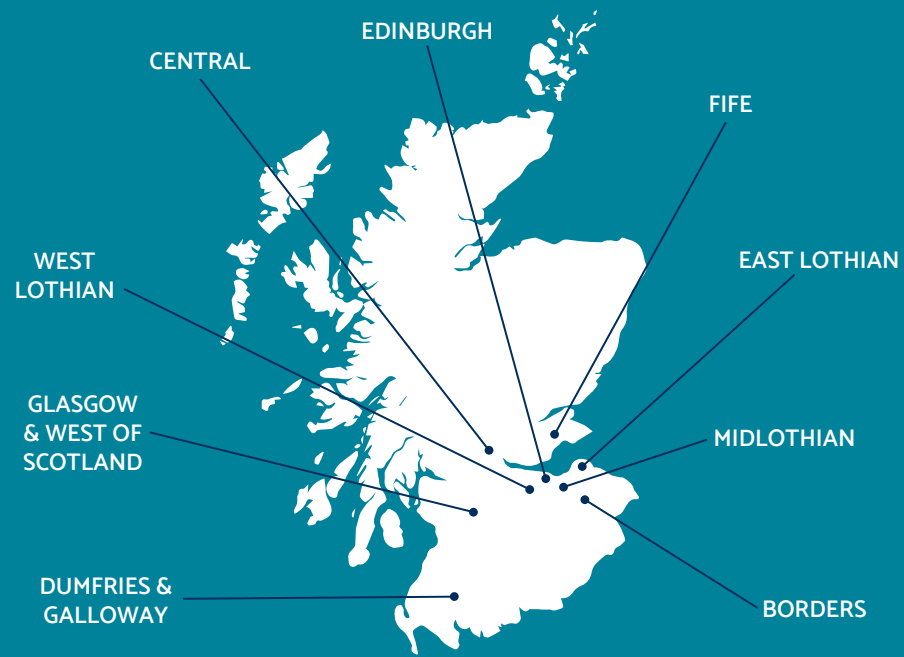 EDINBURGH
CENTRAL
FIFE
WEST
LOTHIAN
EAST LOTHIAN
GLASGOW
& WEST OF
SCOTLAND
MIDLOTHIAN
DUMFRIES &
GALLOWAY
BORDERS